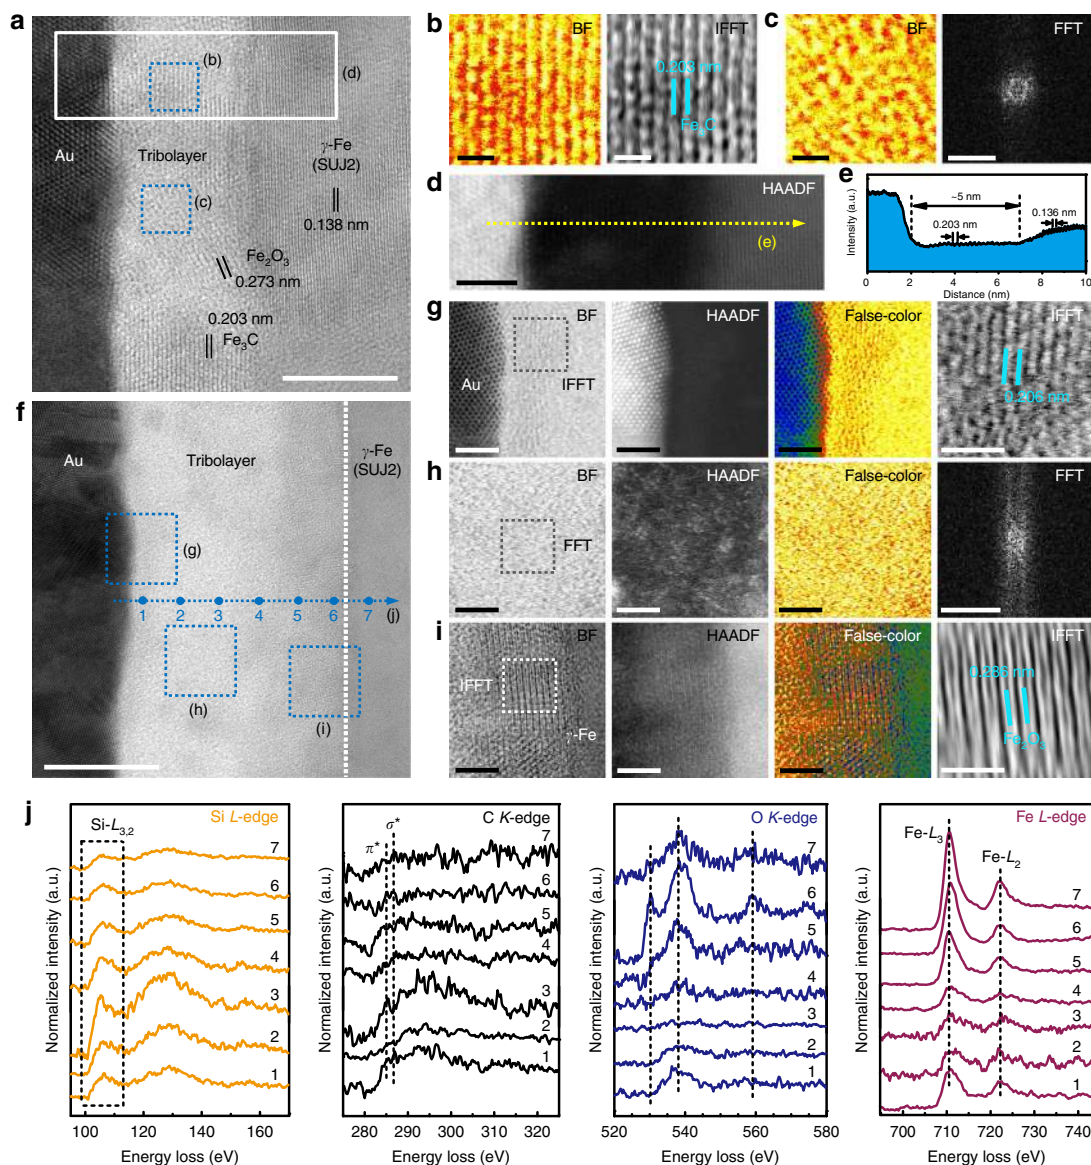 a
(b)
(d)
Au
Tribolayer
γ-Fe
(SUJ2)
(c)
0.138 nm
Fe2O3
0.273 nm
0.203 nm
Fe3C
b
BF
IFFT
0.203 nm
Fe3C
c
BF
FFT
d
HAADF
(e)
e
Intensity (a.u.)
~5 nm
0.203 nm
0.136 nm
0 2 4 6 8 10
Distance (nm)
f
Au
Tribolayer
γ-Fe
(SUJ2)
(g)
1 2 3 4 5 6 7 (j)
(h)
(i)
g
BF
HAADF
False-color
IFFT
Au
IFFT
0.206 nm
h
BF
HAADF
False-color
FFT
FFT
i
BF
HAADF
False-color
IFFT
IFFT
γ-Fe
0.286 nm
Fe2O3
j
Normalized intensity (a.u.)
Si-L3,2
Si L-edge
7
6
5
4
3
2
1
100 120 140 160
Energy loss (eV)
Normalized intensity (a.u.)
π*
σ*
C K-edge
7
6
5
4
3
2
1
280 290 300 310 320
Energy loss (eV)
Normalized intensity (a.u.)
O K-edge
7
6
5
4
3
2
1
520 540 560 580
Energy loss (eV)
Normalized intensity (a.u.)
Fe L-edge
Fe-L3
Fe-L2
7
6
5
4
3
2
1
700 710 720 730 740
Energy loss (eV)